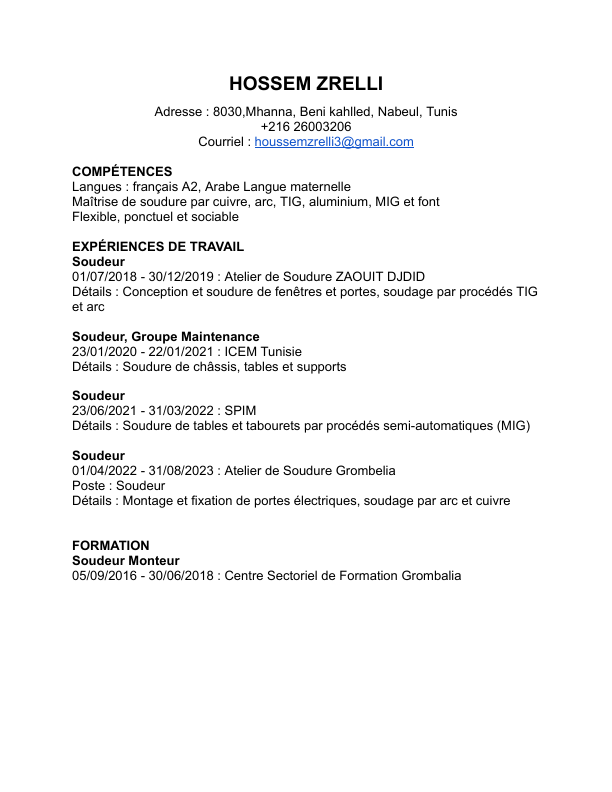 HOSSEM ZRELLI
Adresse : 8030,Mhanna, Beni kahlled, Nabeul, Tunis
+216 26003206
Courriel : houssemzrelli3@gmail.com
COMPÉTENCES
Langues : français A2, Arabe Langue maternelle
Maîtrise de soudure par cuivre, arc, TIG, aluminium, MIG et font
Flexible, ponctuel et sociable
EXPÉRIENCES DE TRAVAIL
Soudeur
01/07/2018 - 30/12/2019 : Atelier de Soudure ZAOUIT DJDID
Détails : Conception et soudure de fenêtres et portes, soudage par procédés TIG
et arc
Soudeur, Groupe Maintenance
23/01/2020 - 22/01/2021 : ICEM Tunisie
Détails : Soudure de châssis, tables et supports
Soudeur
23/06/2021 - 31/03/2022 : SPIM
Détails : Soudure de tables et tabourets par procédés semi-automatiques (MIG)
Soudeur
01/04/2022 - 31/08/2023 : Atelier de Soudure Grombelia
Poste : Soudeur
Détails : Montage et fixation de portes électriques, soudage par arc et cuivre
FORMATION
Soudeur Monteur
05/09/2016 - 30/06/2018 : Centre Sectoriel de Formation Grombalia